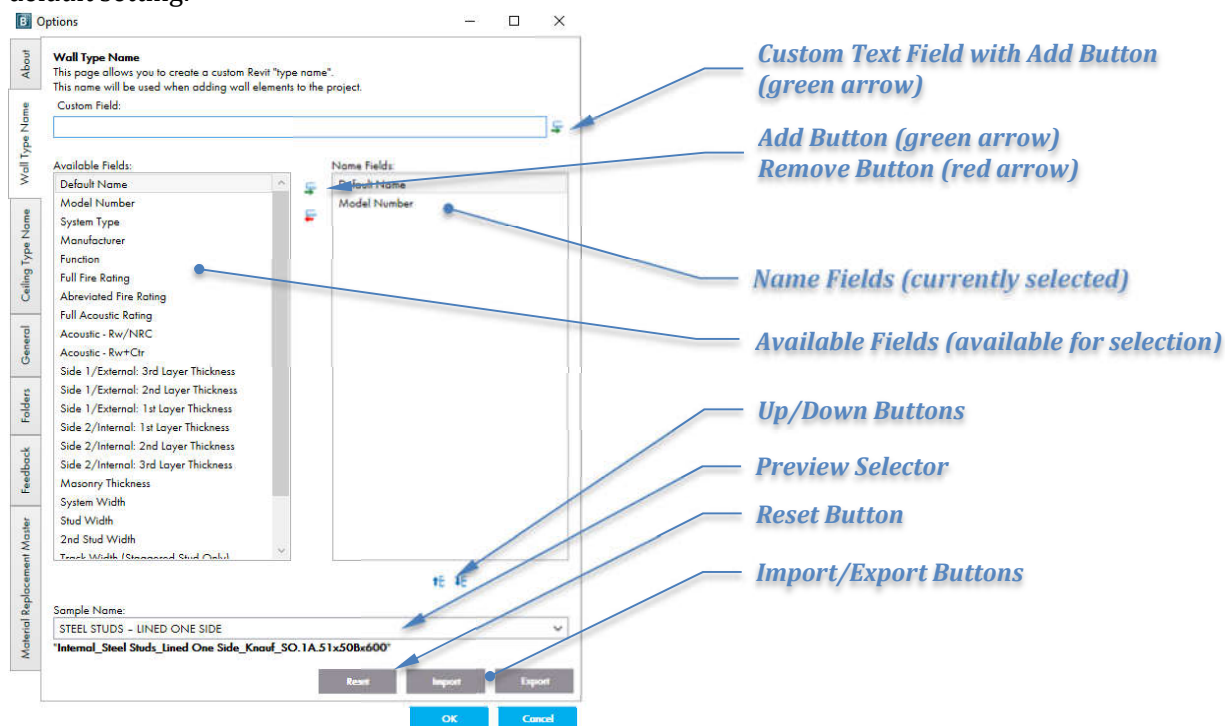 default setting.
Options
About
Wall Type Name
Ceiling Type Name
General
Folders
Feedback
Material Replacement Master
Wall Type Name
This page allows you to create a custom Revit "type name".
This name will be used when adding wall elements to the project.
Custom Field:
Available Fields:
Default Name
Model Number
System Type
Manufacturer
Function
Full Fire Rating
Abreviated Fire Rating
Full Acoustic Rating
Acoustic - Rw/NRC
Acoustic - Rw+Ctr
Side 1/External: 3rd Layer Thickness
Side 1/External: 2nd Layer Thickness
Side 1/External: 1st Layer Thickness
Side 2/Internal: 1st Layer Thickness
Side 2/Internal: 2nd Layer Thickness
Side 2/Internal: 3rd Layer Thickness
Masonry Thickness
System Width
Stud Width
2nd Stud Width
Track Width (Staggered Stud Only)
Name Fields:
Default Name
Model Number
Sample Name:
STEEL STUDS – LINED ONE SIDE
"Internal_Steel Studs_Lined One Side_Knauf_SO.1A.51x50Bx600"
Reset
Import
Export
OK
Cancel
Custom Text Field with Add Button
(green arrow)
Add Button (green arrow)
Remove Button (red arrow)
Name Fields (currently selected)
Available Fields (available for selection)
Up/Down Buttons
Preview Selector
Reset Button
Import/Export Buttons